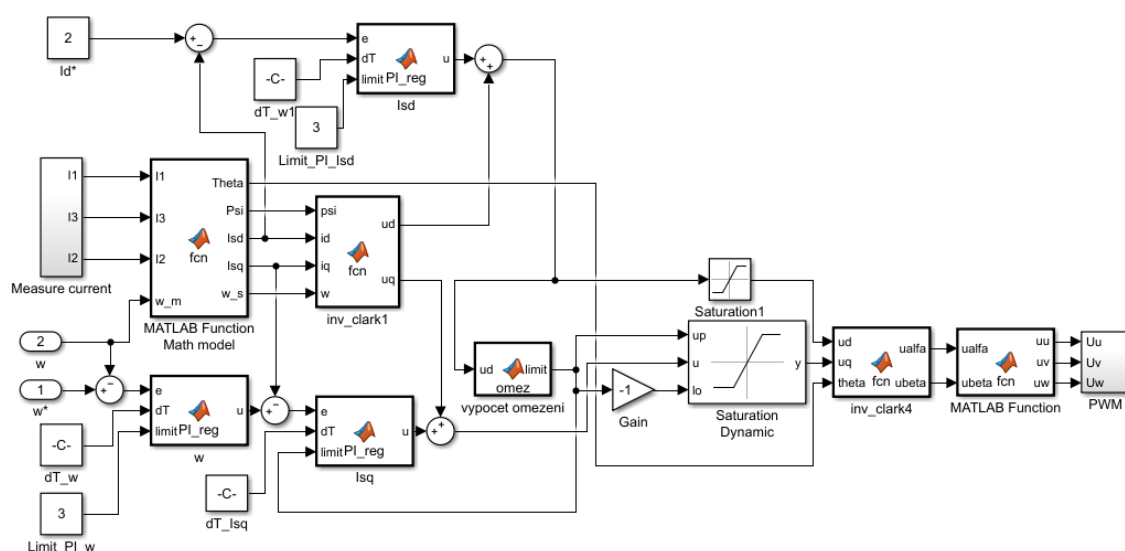 2
Id*
e
dT
limit
PI_reg
u
Isd
-C-
dT_w1
3
Limit_PI_Isd
I1
I3
I2
Measure current
I1
I3
I2
w_m
fcn
Theta
Psi
Isd
Isq
w_s
MATLAB Function
Math model
psi
id
iq
w
fcn
ud
uq
inv_clark1
2
w
1
w*
-C-
dT_w
3
Limit_PI_w
e
dT
limit
PI_reg
u
w
-C-
dT_Isq
e
dT
limit
PI_reg
u
Isq
ud
limit
omez
vypocet omezeni
-1
Gain
Saturation1
up
u
lo
y
Saturation
Dynamic
ud
uq
theta
fcn
ualfa
ubeta
inv_clark4
ualfa
ubeta
fcn
uu
uv
uw
MATLAB Function
Uu
Uv
Uw
PWM